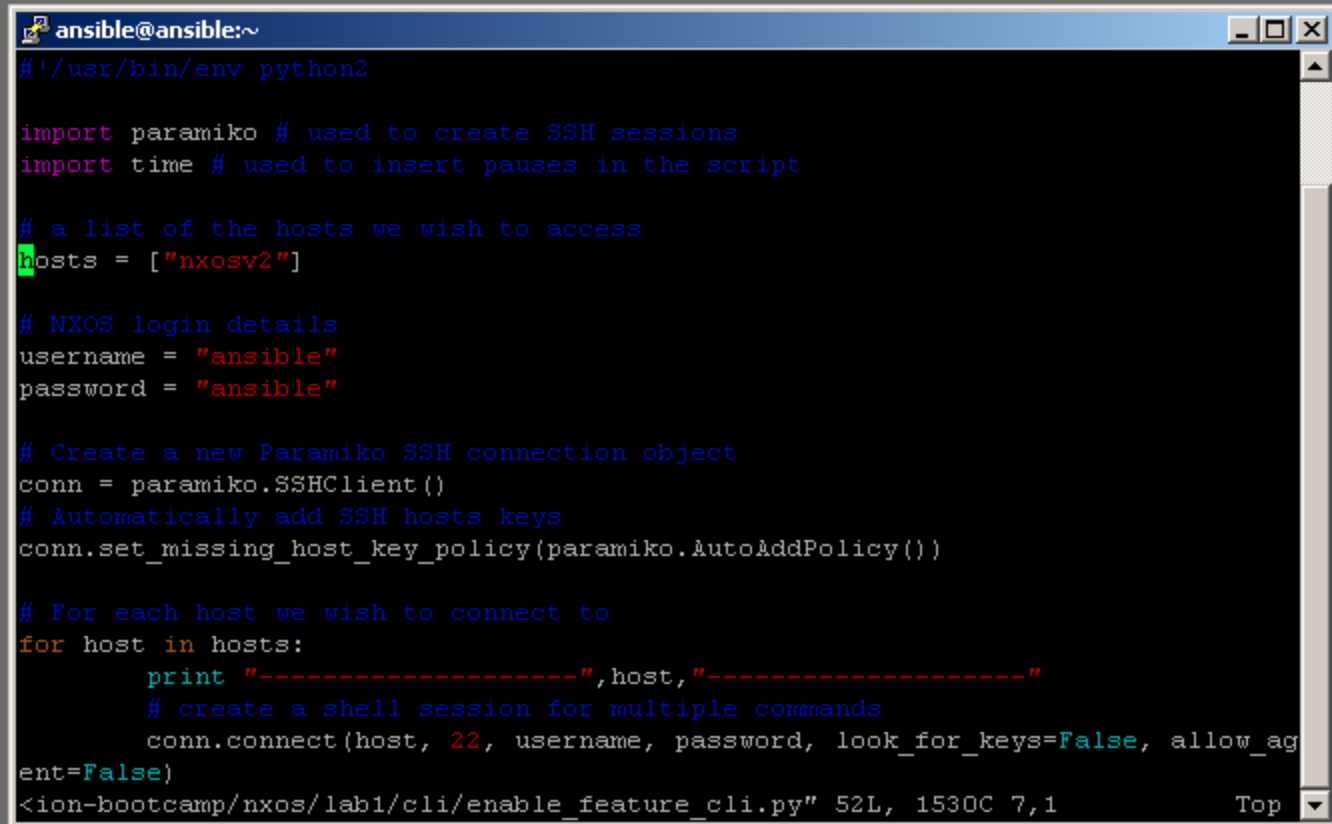 ansible@ansible:~
#!/usr/bin/env python2
import paramiko # used to create SSH sessions
import time # used to insert pauses in the script
# a list of the hosts we wish to access
hosts = ["nxosv2"]
# NXOS login details
username = "ansible"
password = "ansible"
# Create a new Paramiko SSH connection object
conn = paramiko.SSHClient()
# Automatically add SSH hosts keys
conn.set_missing_host_key_policy(paramiko.AutoAddPolicy())
# For each host we wish to connect to
for host in hosts:
        print "--------------------",host,"--------------------"
        # create a shell session for multiple commands
        conn.connect(host, 22, username, password, look_for_keys=False, allow_ag
ent=False)
<ion-bootcamp/nxos/lab1/cli/enable_feature_cli.py" 52L, 1530C 7,1 Top